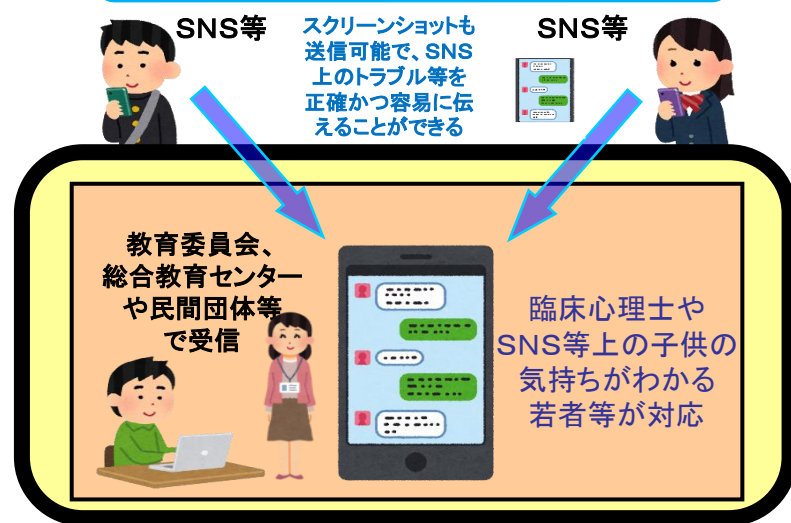 SNS等
スクリーンショットも
送信可能で、SNS
上のトラブル等を
正確かつ容易に伝
えることができる
SNS等
教育委員会、
総合教育センター
や民間団体等
で受信
臨床心理士や
SNS等上の子供の
気持ちがわかる
若者等が対応